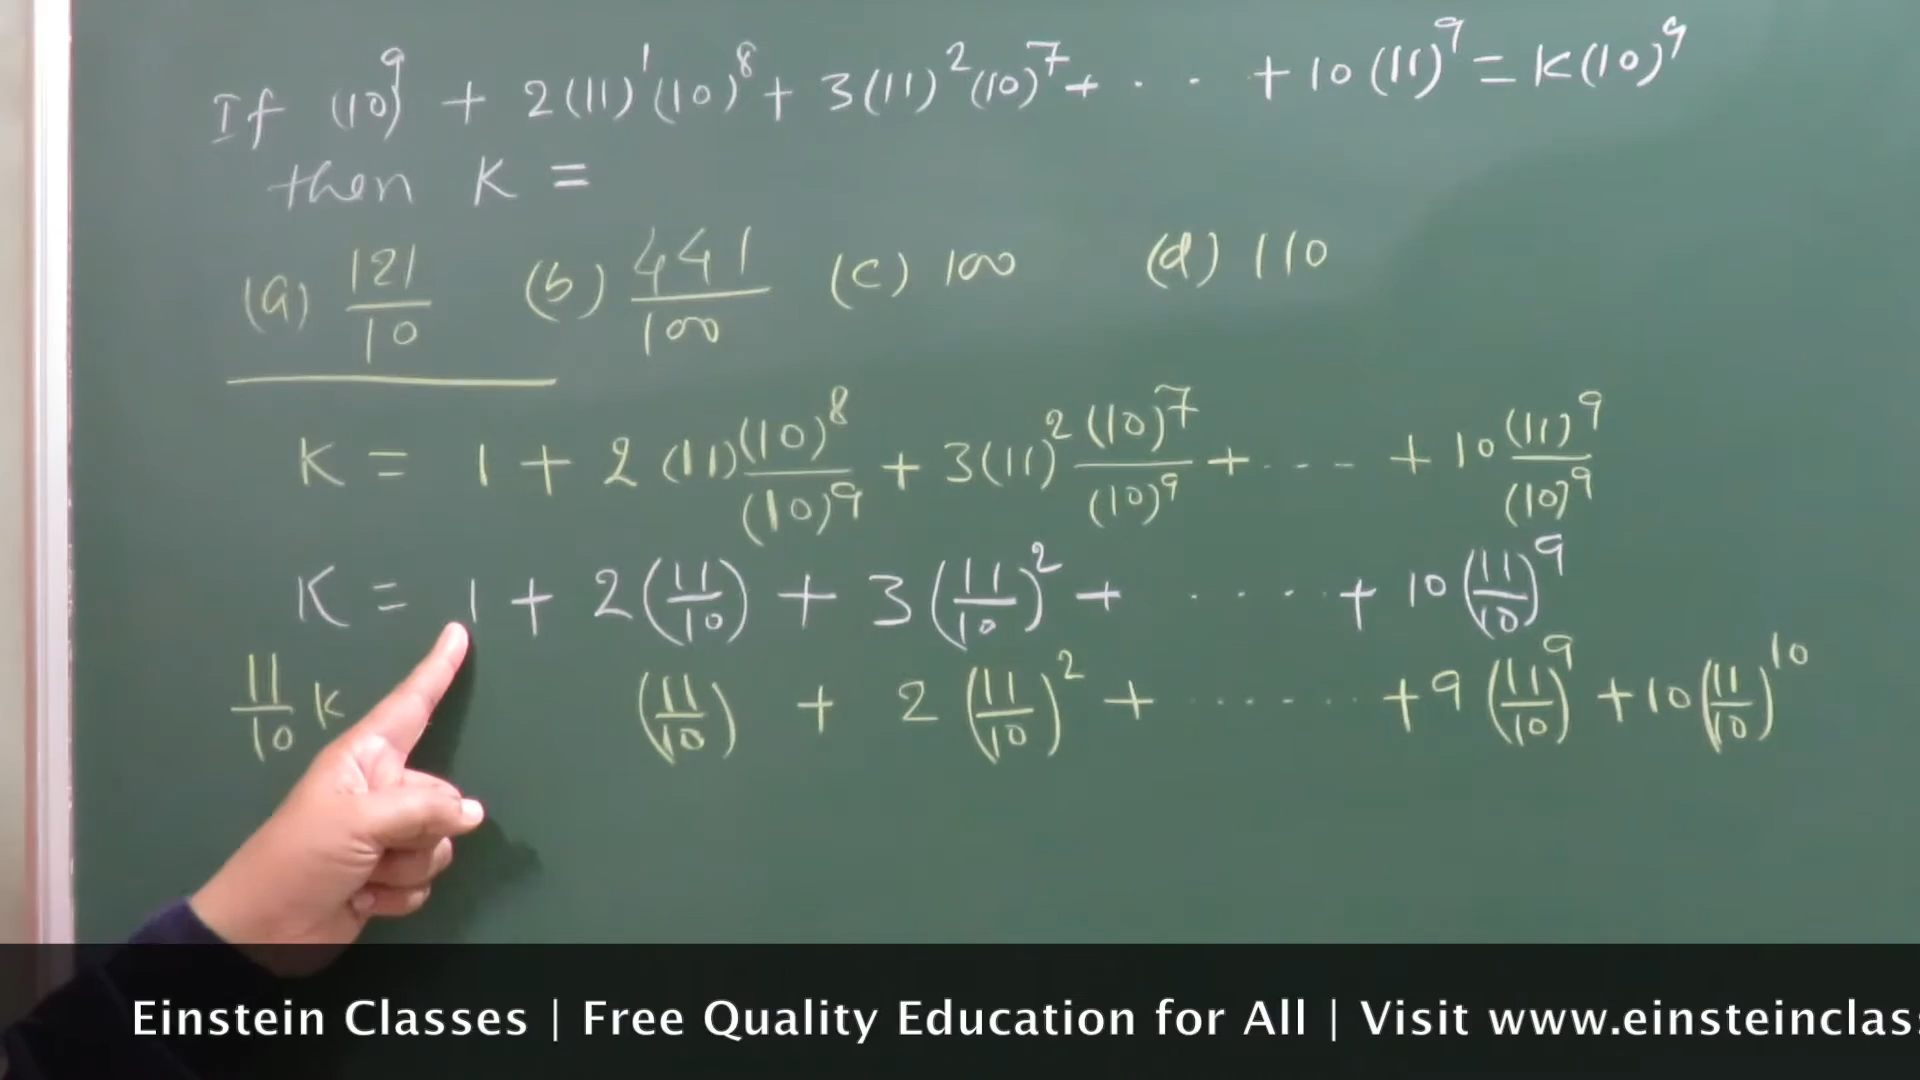 If (10)⁹ + 2(11)¹(10)⁸ + 3(11)²(10)⁷ + . . + 10(11)⁹ = K(10)⁹
then K =
(a) 121/10 (b) 441/100 (c) 100 (d) 110
K = 1 + 2(11)(10)⁸/(10)⁹ + 3(11)²(10)⁷/(10)⁹ + . - - - + 10(11)⁹/(10)⁹
K = 1 + 2(11/10) + 3(11/10)² + . . . . + 10(11/10)⁹
11/10 K (11/10) + 2(11/10)² + . . . . . . + 9(11/10)⁹ + 10(11/10)¹⁰
Einstein Classes | Free Quality Education for All | Visit www.einsteinclas